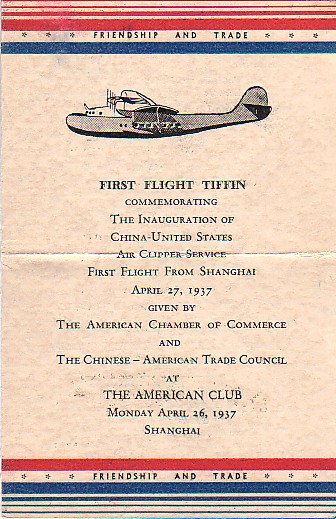 * * * FRIENDSHIP AND TRADE * * *
FIRST FLIGHT TIFFIN
COMMEMORATING
THE INAUGURATION OF
CHINA-UNITED STATES
AIR CLIPPER SERVICE
FIRST FLIGHT FROM SHANGHAI
APRIL 27, 1937
GIVEN BY
THE AMERICAN CHAMBER OF COMMERCE
AND
THE CHINESE – AMERICAN TRADE COUNCIL
AT
THE AMERICAN CLUB
MONDAY APRIL 26, 1937
SHANGHAI
* * * FRIENDSHIP AND TRADE * * *